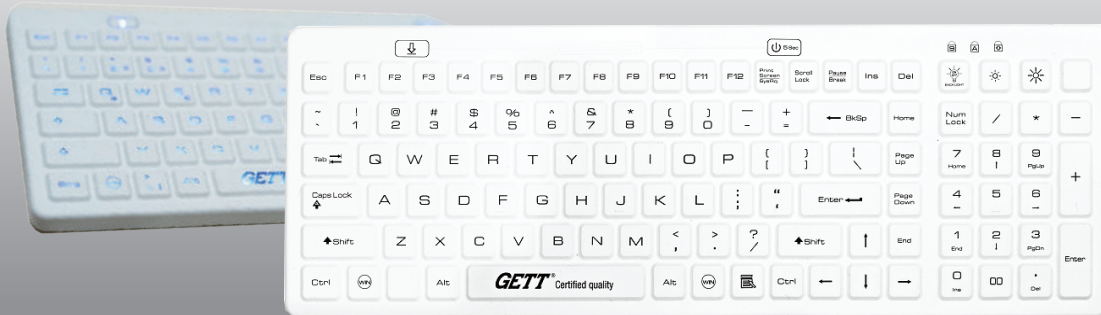 5 Sec
Esc F1 F2 F3 F4 F5 F6 F7 F8 F9 F10 F11 F12 Print Screen SysRq Scroll Lock Pause Break Ins Del BACKLIGHT
~ ! @ # $ % ^ & * ( ) — +
` 1 2 3 4 5 6 7 8 9 0 - = ← BkSp Home Num Lock / * −
Tab Q W E R T Y U I O P { [ } ] ¦ \ Page Up 7 Home 8 ↑ 9 PgUp +
Caps Lock A S D F G H J K L : ; " ' Enter Page Down 4 ← 5 6 →
Shift Z X C V B N M < , > . ? / Shift ↑ End 1 End 2 ↓ 3 PgDn Enter
Ctrl WIN Alt GETT® Certified quality Alt WIN Ctrl ← ↓ → 0 Ins 00 . Del
GETT